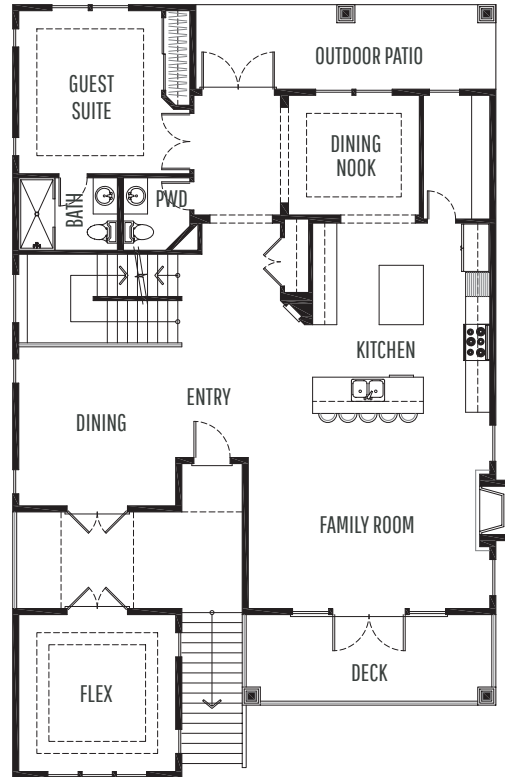 OUTDOOR PATIO
GUEST
SUITE
DINING
NOOK
BATH
PWD
KITCHEN
ENTRY
DINING
FAMILY ROOM
DECK
FLEX